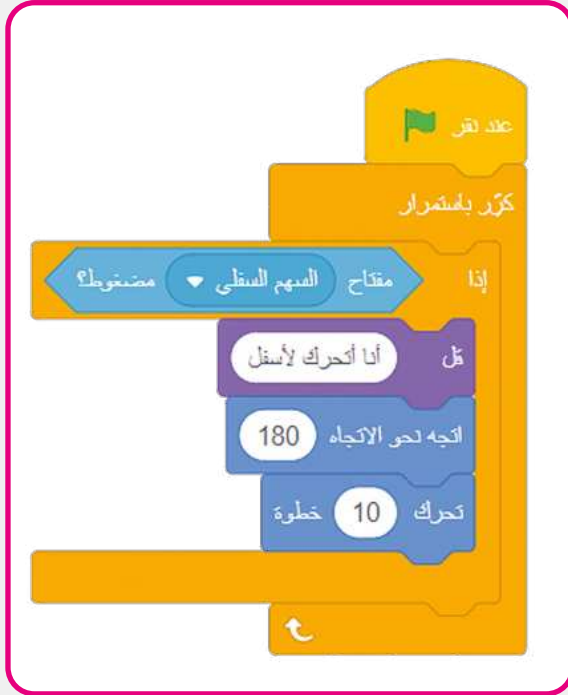 عند نقر
كرّر باستمرار
إذا مفتاح السهم السفلي مضغوط؟
قل أنا أتحرك لأسفل
اتجه نحو الاتجاه 180
تحرك 10 خطوة